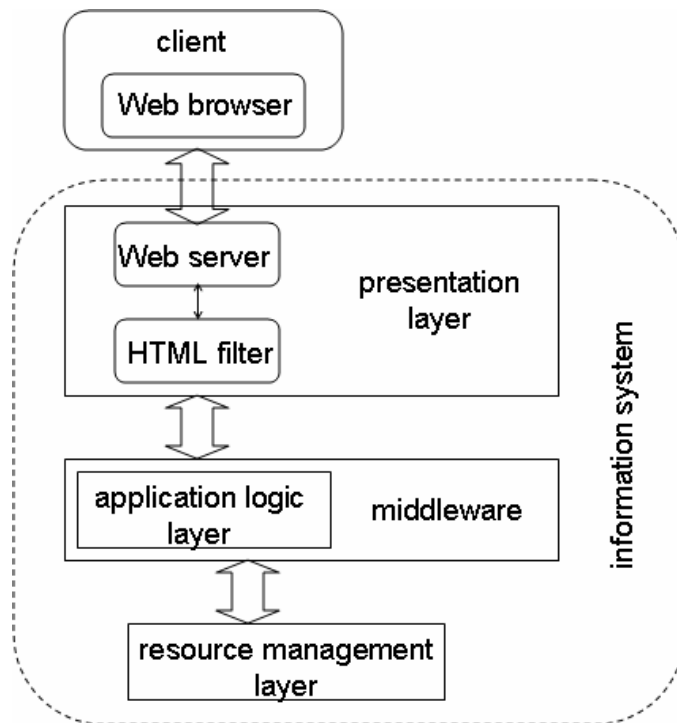 client
Web browser
Web server
presentation
layer
HTML filter
information system
application logic
layer
middleware
resource management
layer